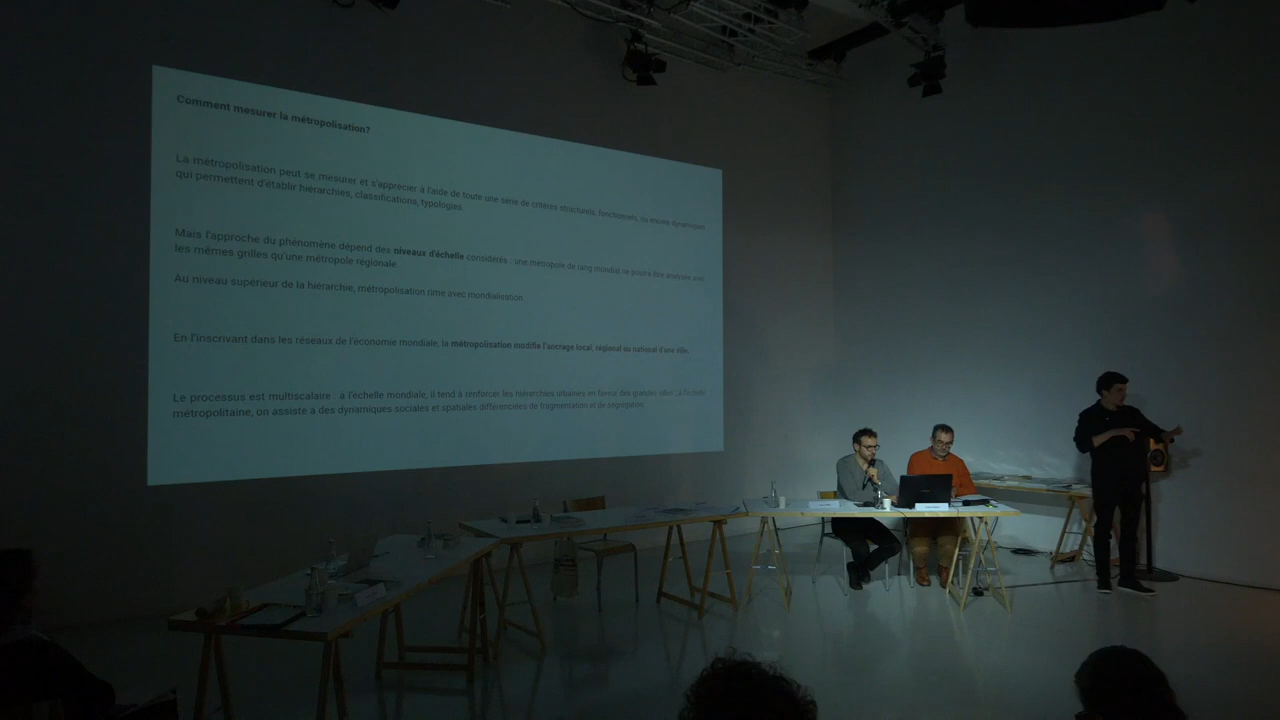 Comment mesurer la métropolisation?
La métropolisation peut se mesurer et s'apprécier à l'aide de toute une série de critères structurels, fonctionnels, ou encore dynamiques
qui permettent d'établir hiérarchies, classifications, typologies.
Mais l'approche du phénomène dépend des niveaux d'échelle considérés : une métropole de rang mondial ne pourra être analysée avec
les mêmes grilles qu'une métropole régionale.
Au niveau supérieur de la hiérarchie, métropolisation rime avec mondialisation.
En l'inscrivant dans les réseaux de l'économie mondiale, la métropolisation modifie l'ancrage local, régional ou national d'une ville.
Le processus est multiscalaire : à l'échelle mondiale, il tend à renforcer les hiérarchies urbaines en faveur des grandes villes ; à l'échelle
métropolitaine, on assiste à des dynamiques sociales et spatiales différenciées de fragmentation et de ségrégation.